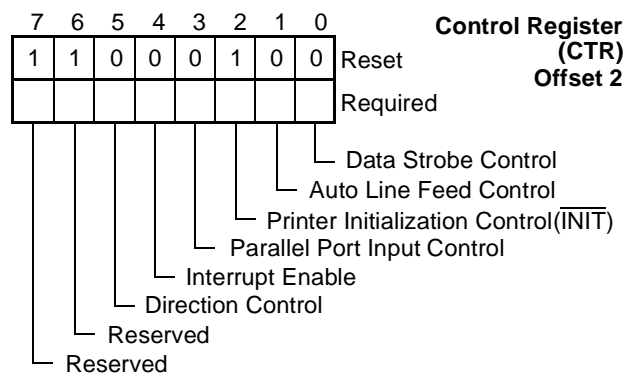 7 6 5 4 3 2 1 0
Control Register
(CTR)
Offset 2
1 1 0 0 0 1 0 0 Reset
Required
Data Strobe Control
Auto Line Feed Control
Printer Initialization Control(INIT)
Parallel Port Input Control
Interrupt Enable
Direction Control
Reserved
Reserved